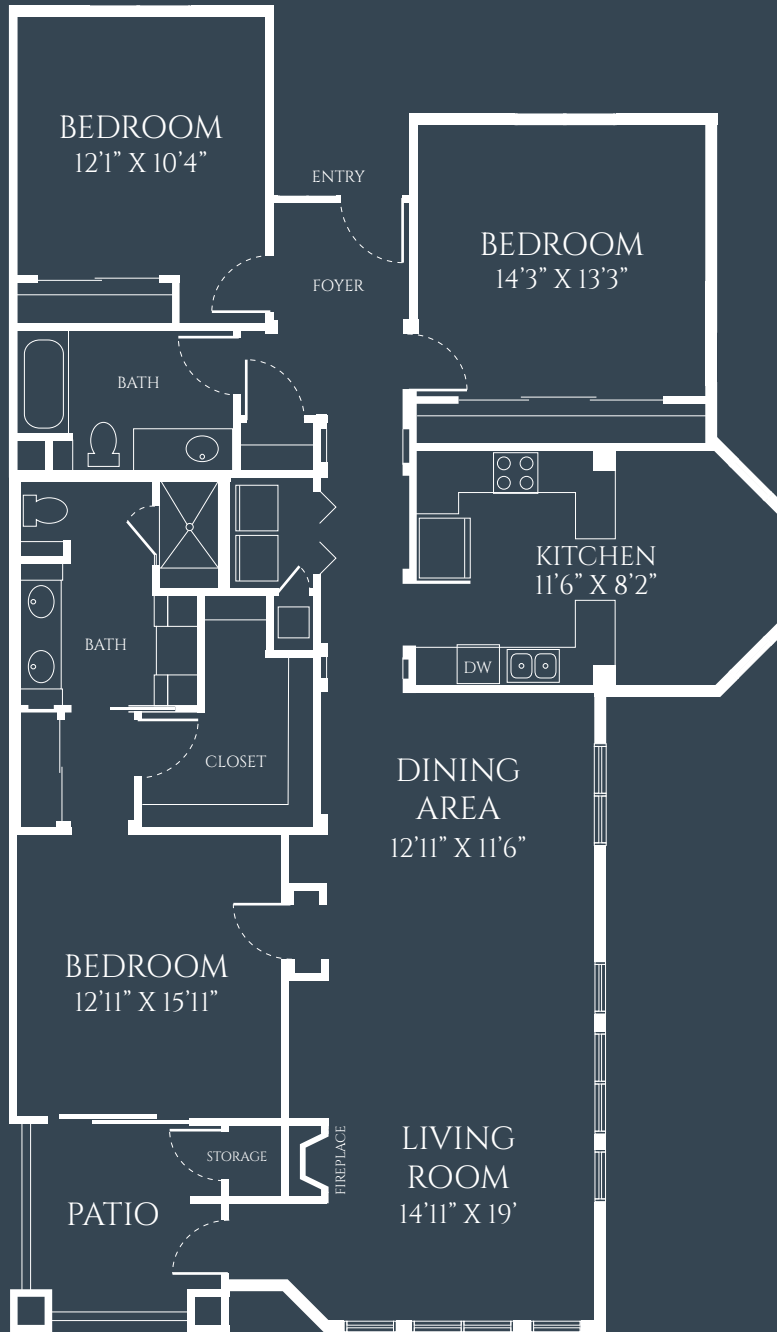 BEDROOM
12'1" X 10'4"
ENTRY
BEDROOM
14'3" X 13'3"
FOYER
BATH
KITCHEN
11'6" X 8'2"
BATH
DW
CLOSET
DINING
AREA
12'11" X 11'6"
BEDROOM
12'11" X 15'11"
LIVING
ROOM
14'11" X 19'
STORAGE
FIREPLACE
PATIO